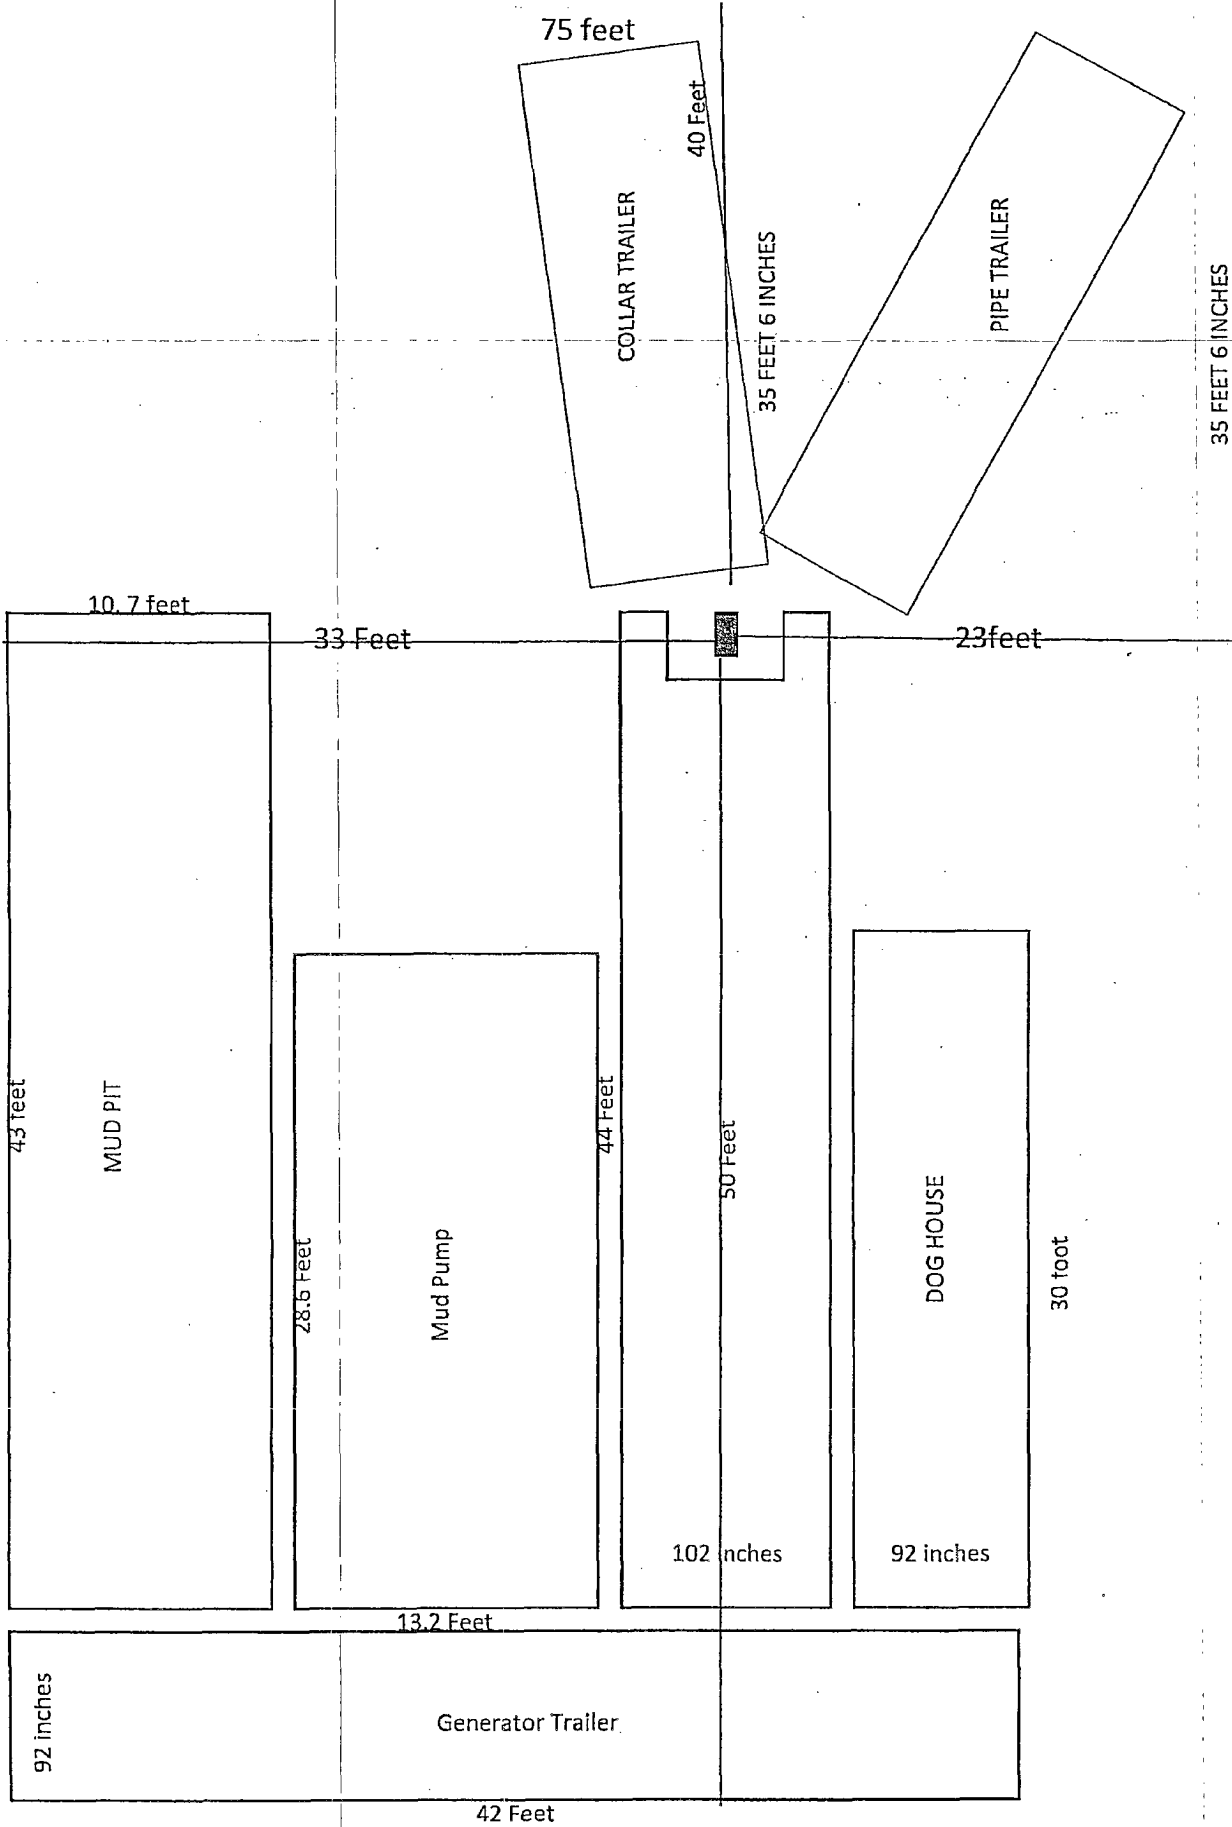 75 feet
40 Feet
COLLAR TRAILER
35 FEET 6 INCHES
PIPE TRAILER
35 FEET 6 INCHES
10. 7 feet
33 Feet
23feet
43 feet
MUD PIT
28.6 Feet
Mud Pump
44 Feet
50 Feet
DOG HOUSE
30 foot
102 inches
92 inches
13.2 Feet
92 inches
Generator Trailer
42 Feet